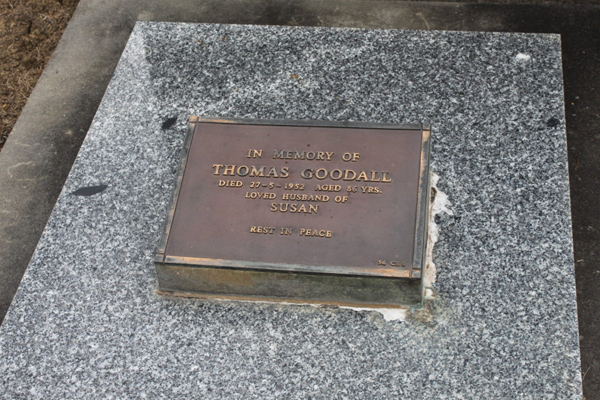 IN MEMORY OF
THOMAS GOODALL
DIED 27-5-1952 AGED 86 YRS.
LOVED HUSBAND OF
SUSAN
REST IN PEACE